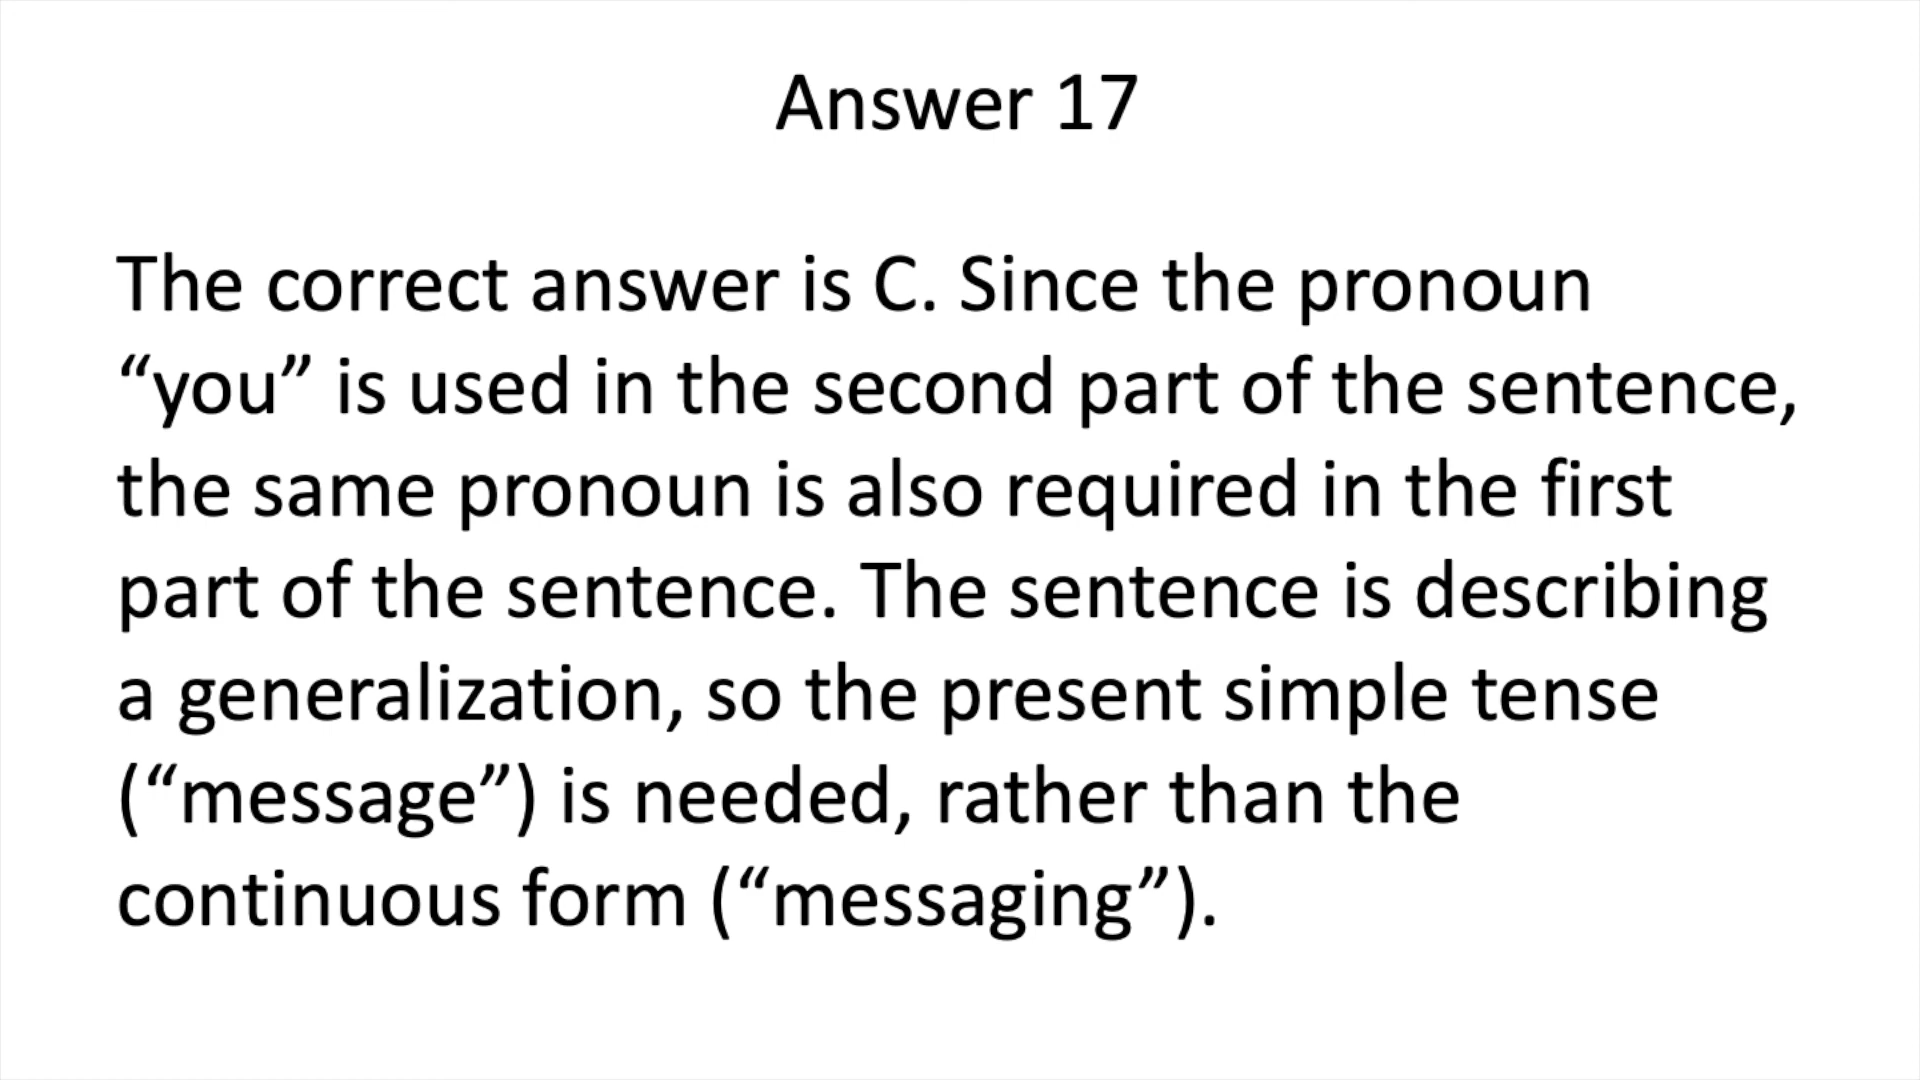 Answer 17
The correct answer is C. Since the pronoun
“you” is used in the second part of the sentence,
the same pronoun is also required in the first
part of the sentence. The sentence is describing
a generalization, so the present simple tense
(“message”) is needed, rather than the
continuous form (“messaging”).